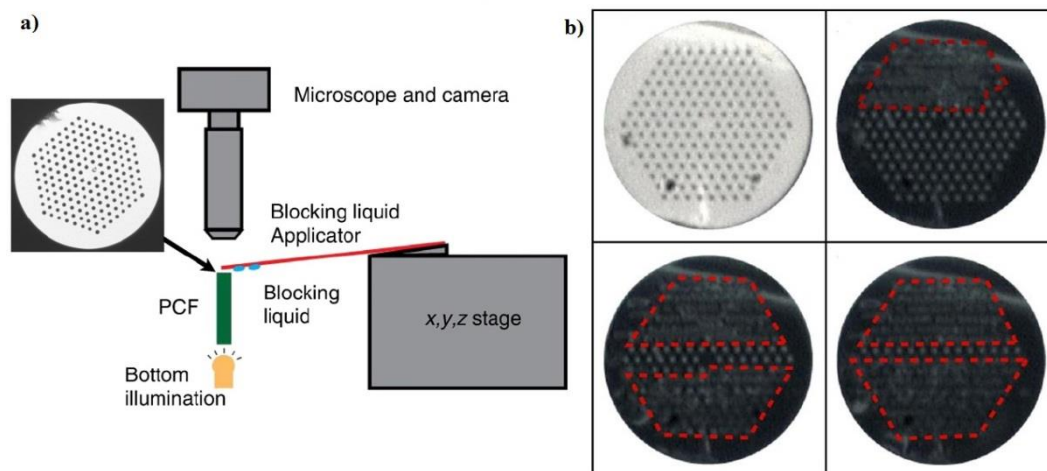 a)
Microscope and camera
Blocking liquid
Applicator
PCF
Blocking
liquid
x,y,z stage
Bottom
illumination
b)